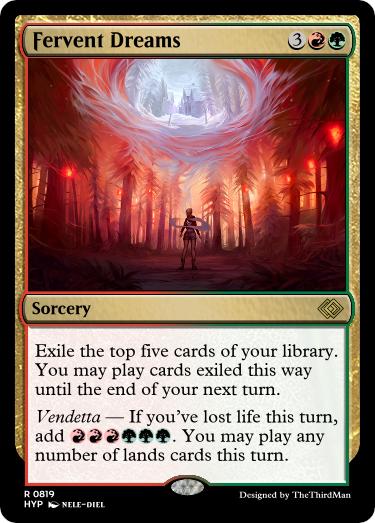 Fervent Dreams 3
Sorcery
Exile the top five cards of your library.
You may play cards exiled this way
until the end of your next turn.
Vendetta — If you've lost life this turn,
add . You may play any
number of lands cards this turn.
R 0819
HYP NELE-DIEL
Designed by TheThirdMan